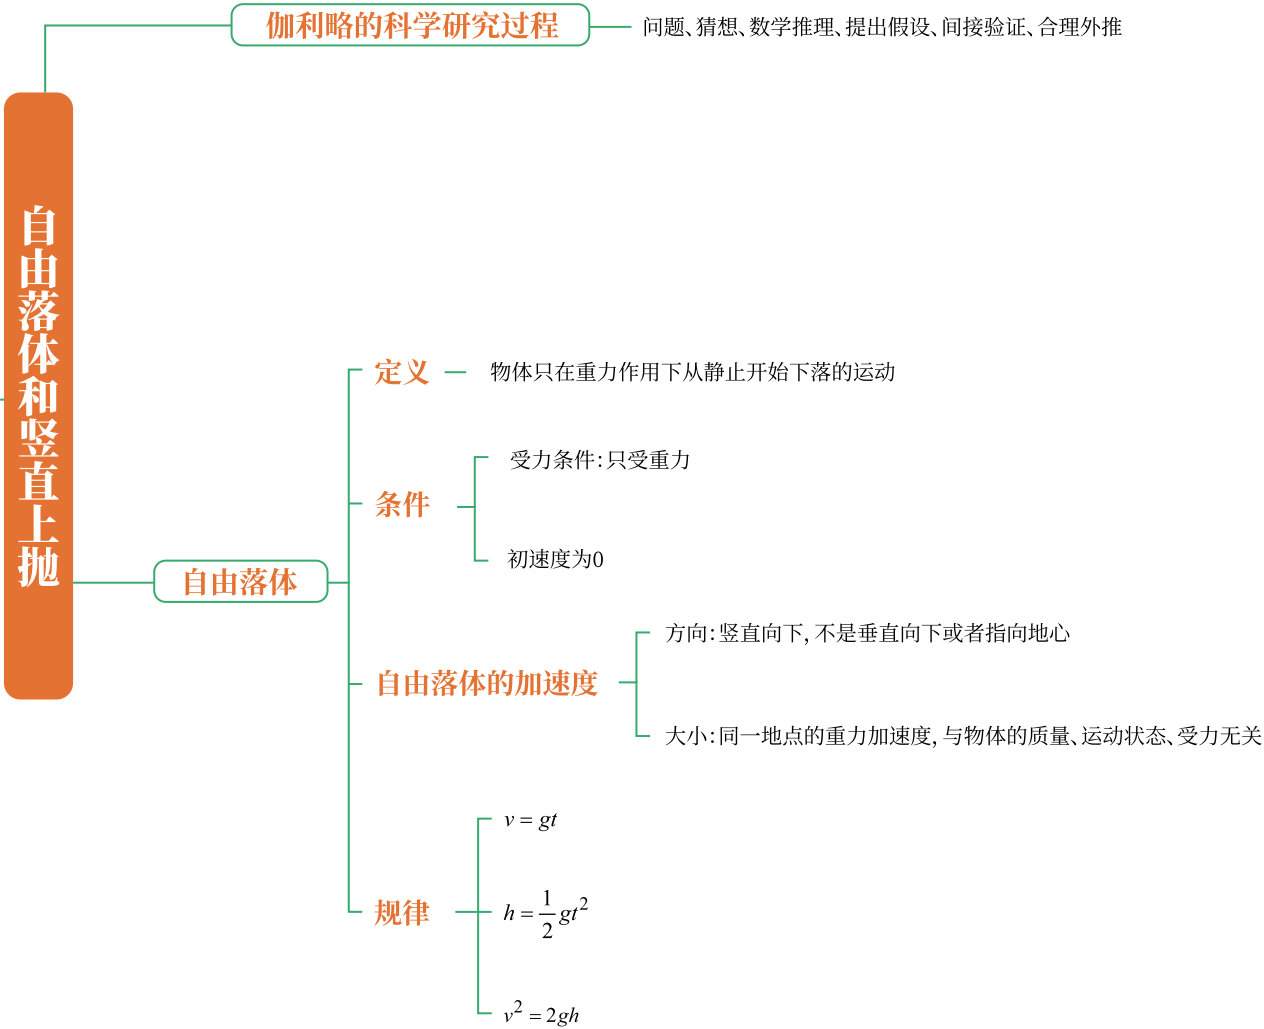 伽利略的科学研究过程
问题、猜想、数学推理、提出假设、间接验证、合理外推
自由落体和竖直上抛
自由落体
定义
物体只在重力作用下从静止开始下落的运动
条件
受力条件：只受重力
初速度为0
自由落体的加速度
方向：竖直向下，不是垂直向下或者指向地心
大小：同一地点的重力加速度，与物体的质量、运动状态、受力无关
规律
v = gt
h = 1/2 gt²
v² = 2gh